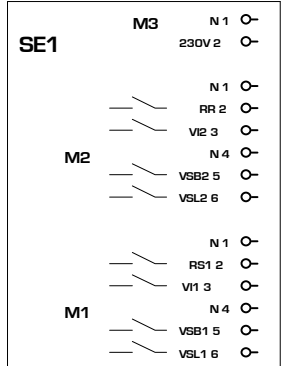 M3 N 1
SE1 230V 2
N 1
RR 2
VI2 3
M2 N 4
VSB2 5
VSL2 6
N 1
RS1 2
VI1 3
M1 N 4
VSB1 5
VSL1 6